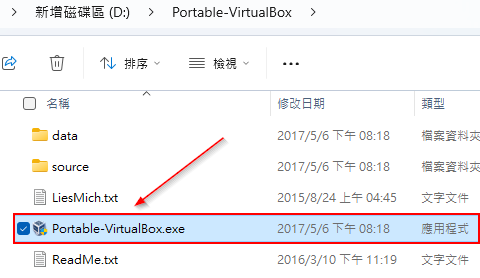 新增磁碟區 (D:) > Portable-VirtualBox >
排序 檢視 ...
名稱 修改日期 類型
data 2017/5/6 下午 08:18 檔案資料夾
source 2017/5/6 下午 08:18 檔案資料夾
LiesMich.txt 2015/8/24 上午 04:45 文字文件
Portable-VirtualBox.exe 2017/5/6 下午 08:18 應用程式
ReadMe.txt 2016/3/10 下午 11:19 文字文件